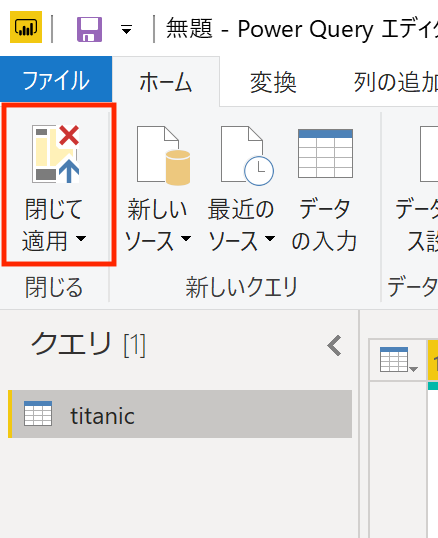 無題 - Power Query エディタ
ファイル
ホーム
変換
列の追加
閉じて
適用
新しい
ソース
最近の
ソース
データ
の入力
データ
閉じる
新しいクエリ
データ
クエリ [1]
titanic